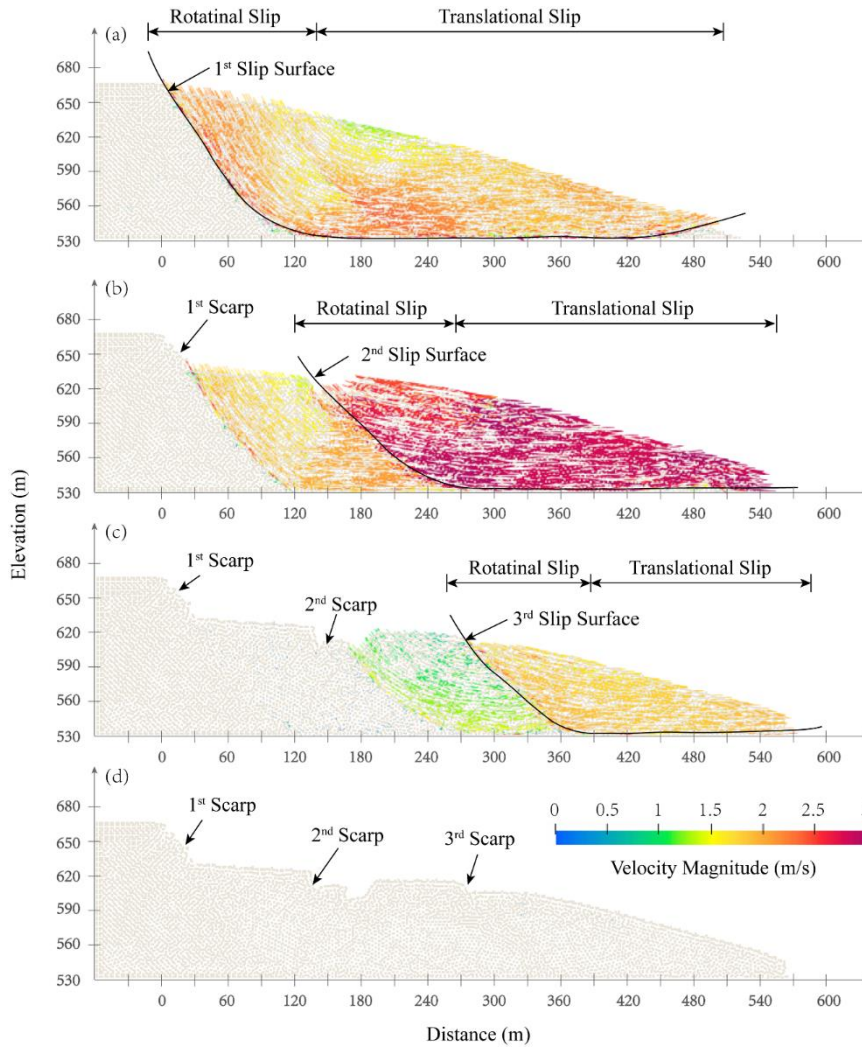 (a)
Rotatinal Slip
Translational Slip
1st Slip Surface
680
650
620
590
560
530
0 60 120 180 240 300 360 420 480 540 600
(b)
1st Scarp
Rotatinal Slip
Translational Slip
2nd Slip Surface
680
650
620
590
560
530
0 60 120 180 240 300 360 420 480 540 600
Elevation (m)
(c)
1st Scarp
2nd Scarp
Rotatinal Slip
Translational Slip
3rd Slip Surface
680
650
620
590
560
530
0 60 120 180 240 300 360 420 480 540 600
(d)
1st Scarp
2nd Scarp
3rd Scarp
0 0.5 1 1.5 2 2.5
Velocity Magnitude (m/s)
680
650
620
590
560
530
0 60 120 180 240 300 360 420 480 540 600
Distance (m)